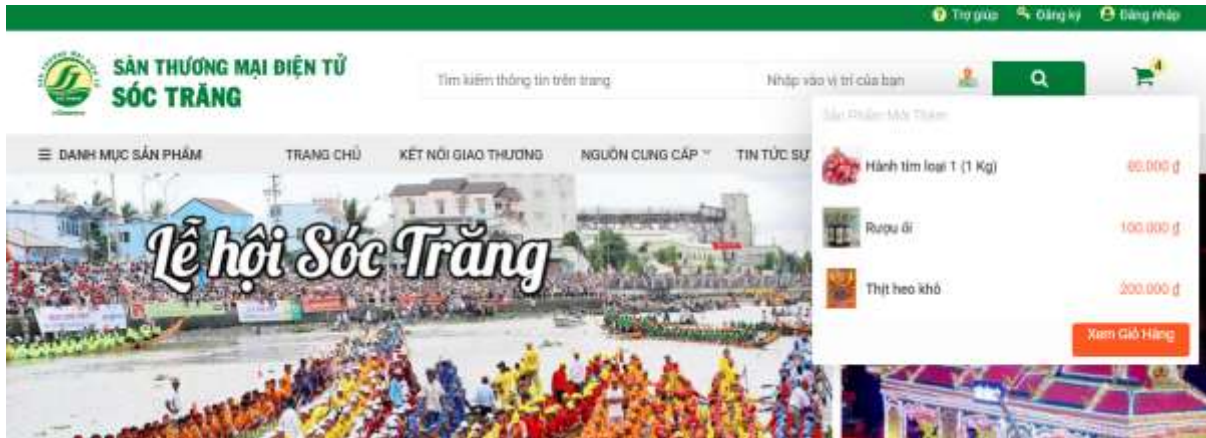 Trợ giúp Đăng ký Đăng nhập
SÀN THƯƠNG MẠI ĐIỆN TỬ
SÓC TRĂNG
Tìm kiếm thông tin trên trang
Nhập vào vị trí của bạn
4
Sản Phẩm Mới Thêm
DANH MỤC SẢN PHẨM TRANG CHỦ KẾT NỐI GIAO THƯƠNG NGUỒN CUNG CẤP TIN TỨC SỰ
Hành tím loại 1 (1 Kg) 60.000 ₫
Rượu ổi 100.000 ₫
Thịt heo khô 200.000 ₫
Xem Giỏ Hàng
Lễ hội Sóc Trăng